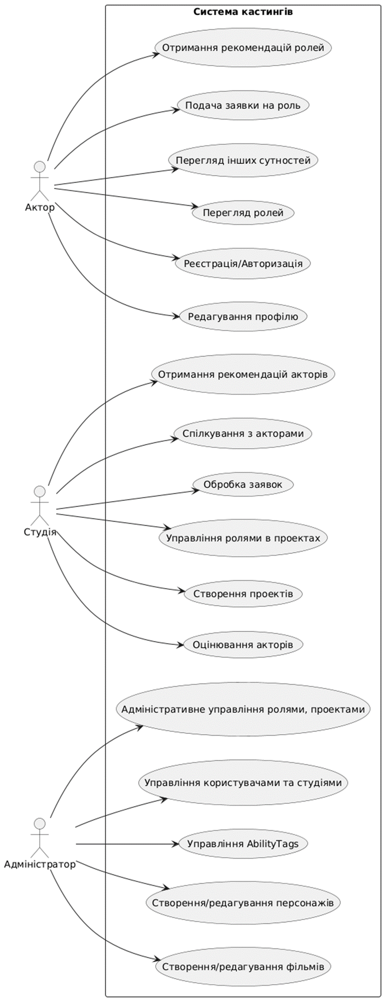 Система кастингів
Отримання рекомендацій ролей
Подача заявки на роль
Перегляд інших сутностей
Актор
Перегляд ролей
Реєстрація/Авторизація
Редагування профілю
Отримання рекомендацій акторів
Спілкування з акторами
Обробка заявок
Студія
Управління ролями в проектах
Створення проектів
Оцінювання акторів
Адміністративне управління ролями, проектами
Управління користувачами та студіями
Управління AbilityTags
Адміністратор
Створення/редагування персонажів
Створення/редагування фільмів